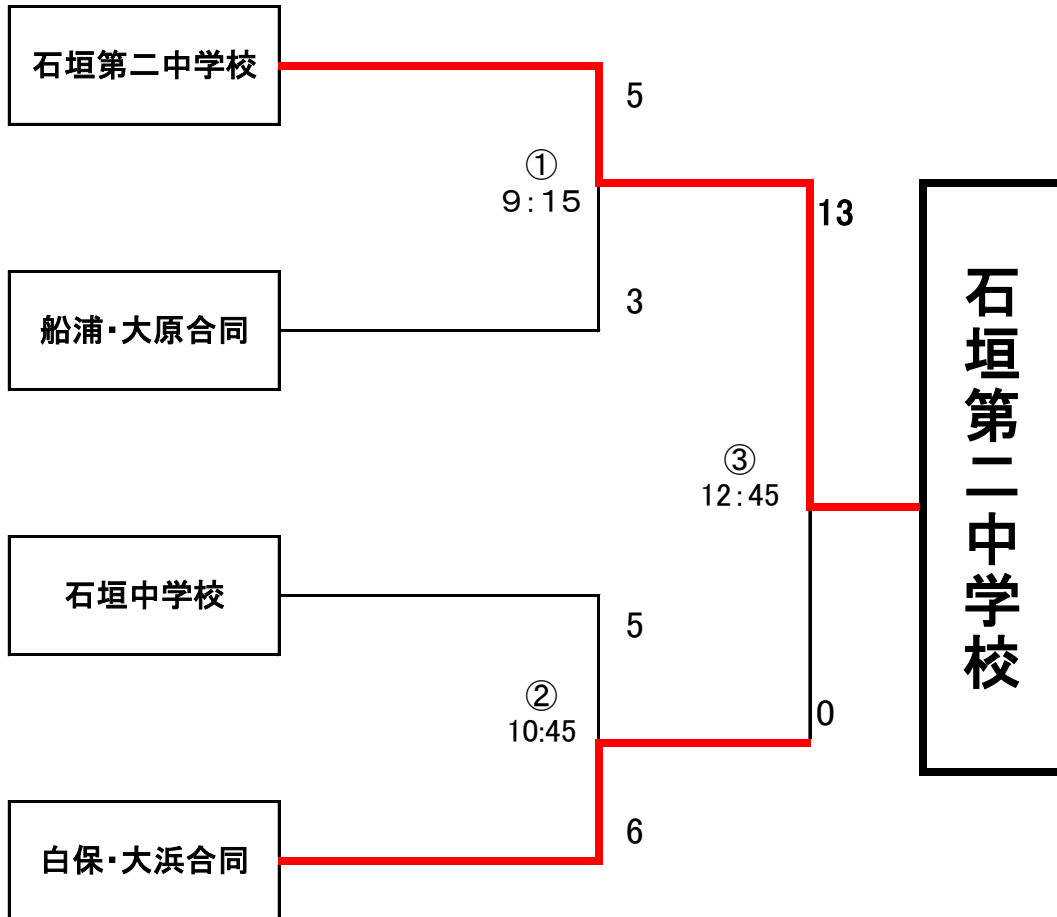 石垣第二中学校
5
①
9:15
13
3
船浦・大原合同
③
12:45
石垣第二中学校
石垣中学校
5
②
10:45
0
6
白保・大浜合同